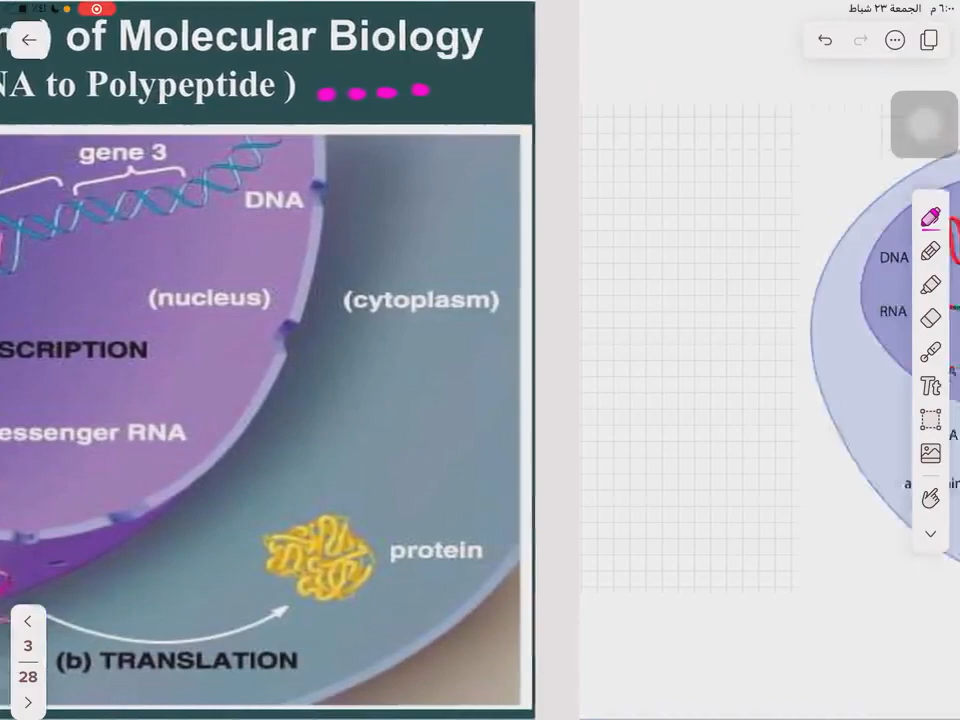 ٦:٠٠ م الجمعة ٢٣ شباط
of Molecular Biology
NA to Polypeptide )
gene 3
DNA
(nucleus)
(cytoplasm)
SCRIPTION
essenger RNA
protein
(b) TRANSLATION
DNA
RNA
Tt
3
28